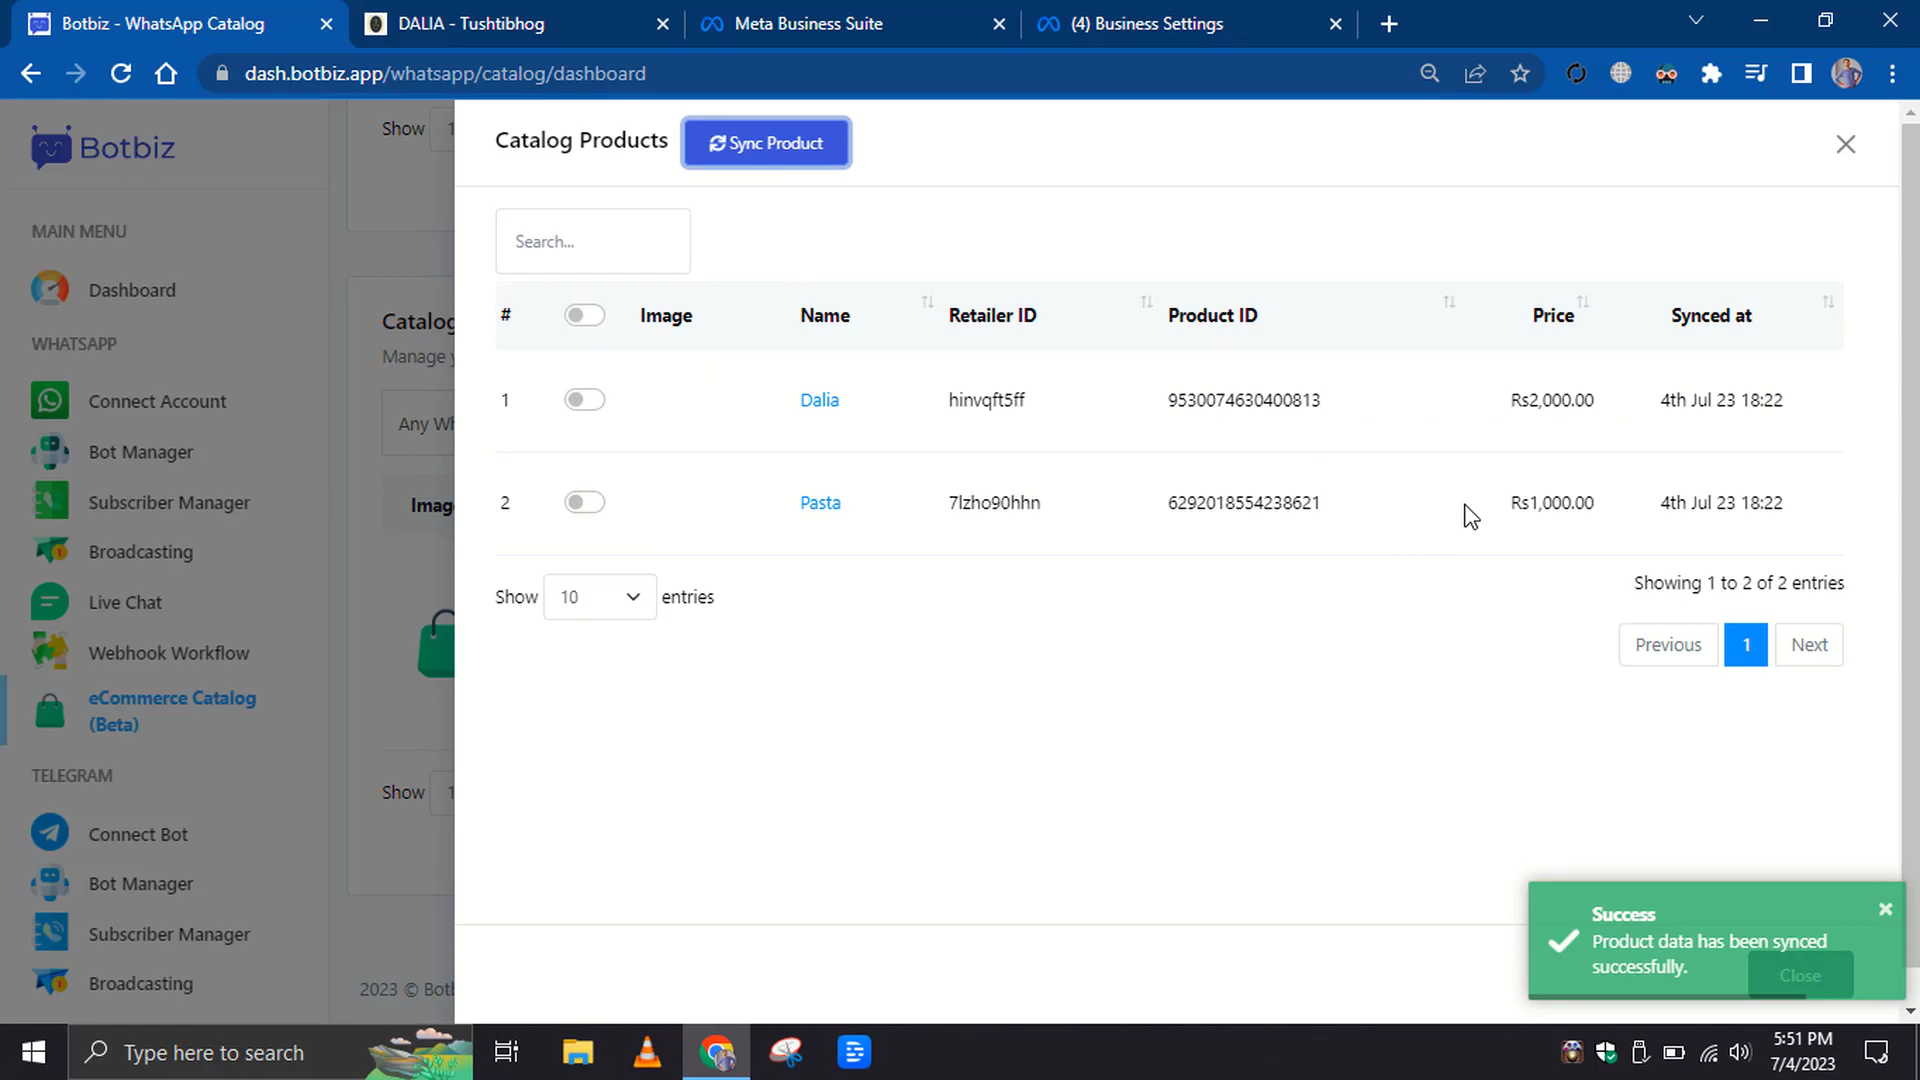 Botbiz - WhatsApp Catalog
DALIA - Tushtibhog
Meta Business Suite
(4) Business Settings
dash.botbiz.app/whatsapp/catalog/dashboard
Botbiz
MAIN MENU
Dashboard
WHATSAPP
Connect Account
Bot Manager
Subscriber Manager
Broadcasting
Live Chat
Webhook Workflow
eCommerce Catalog
(Beta)
TELEGRAM
Connect Bot
Bot Manager
Subscriber Manager
Broadcasting
Show 1
Catalog
Manage y
Any Wh
Imag
Show 1
2023 © Botb
Catalog Products
Sync Product
Search...
# Image Name Retailer ID Product ID Price Synced at
1 Dalia hinvqft5ff 9530074630400813 Rs2,000.00 4th Jul 23 18:22
2 Pasta 7lzho90hhn 6292018554238621 Rs1,000.00 4th Jul 23 18:22
Show 10 entries
Showing 1 to 2 of 2 entries
Previous 1 Next
Success
Product data has been synced
successfully.
Close
Type here to search
5:51 PM
7/4/2023